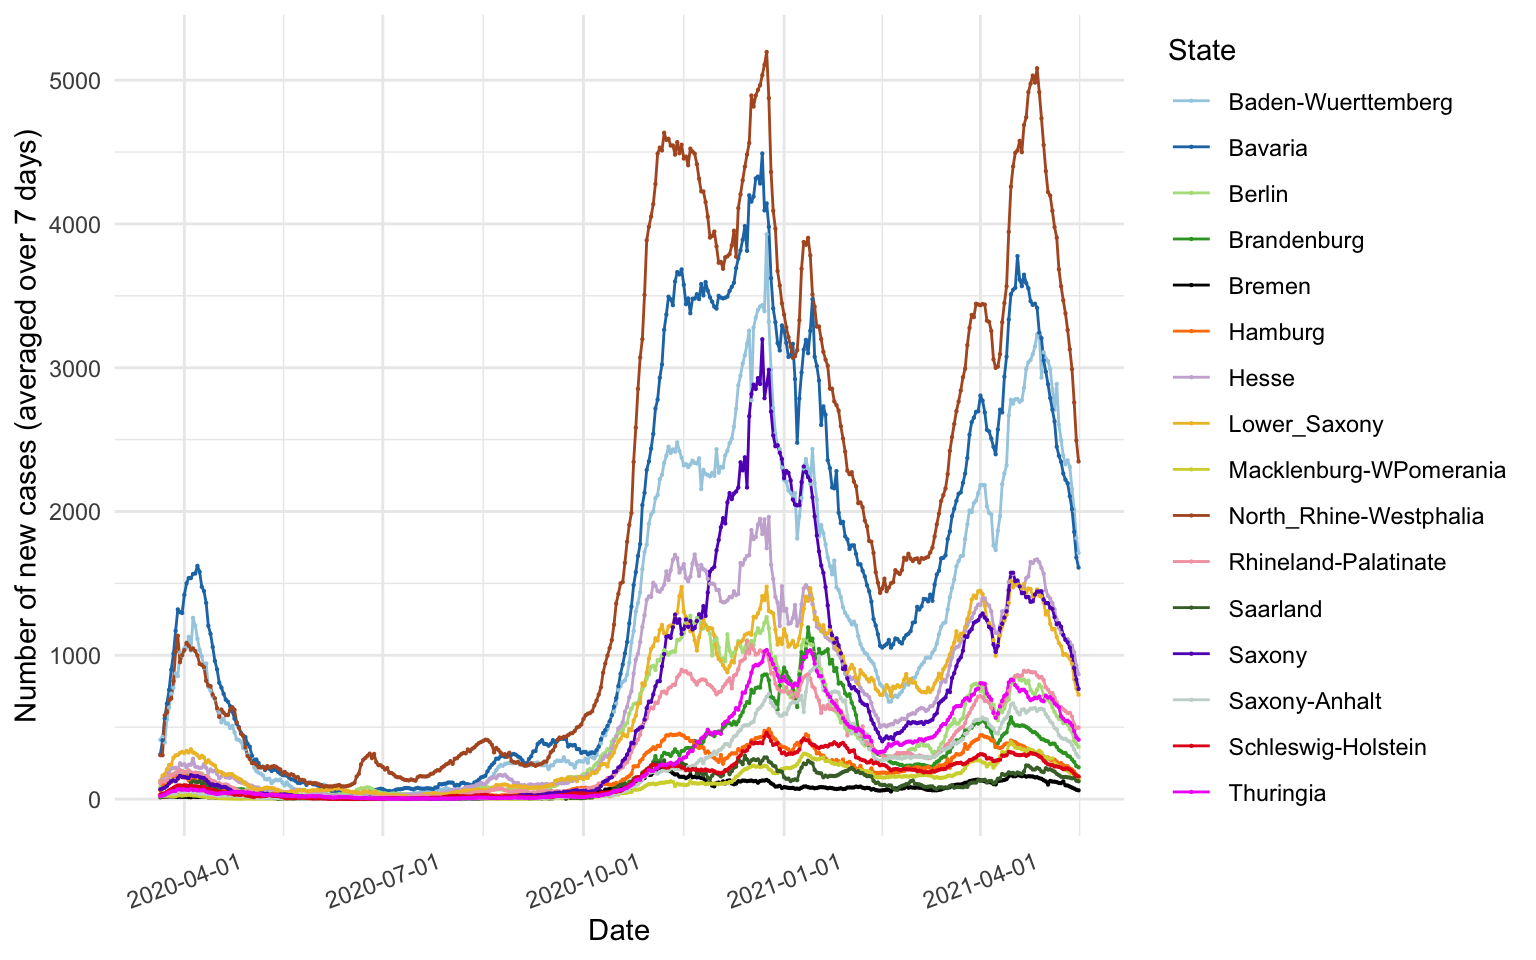 Number of new cases (averaged over 7 days)
5000
4000
3000
2000
1000
0
2020-04-01
2020-07-01
2020-10-01
2021-01-01
2021-04-01
Date
State
Baden-Wuerttemberg
Bavaria
Berlin
Brandenburg
Bremen
Hamburg
Hesse
Lower_Saxony
Macklenburg-WPomerania
North_Rhine-Westphalia
Rhineland-Palatinate
Saarland
Saxony
Saxony-Anhalt
Schleswig-Holstein
Thuringia